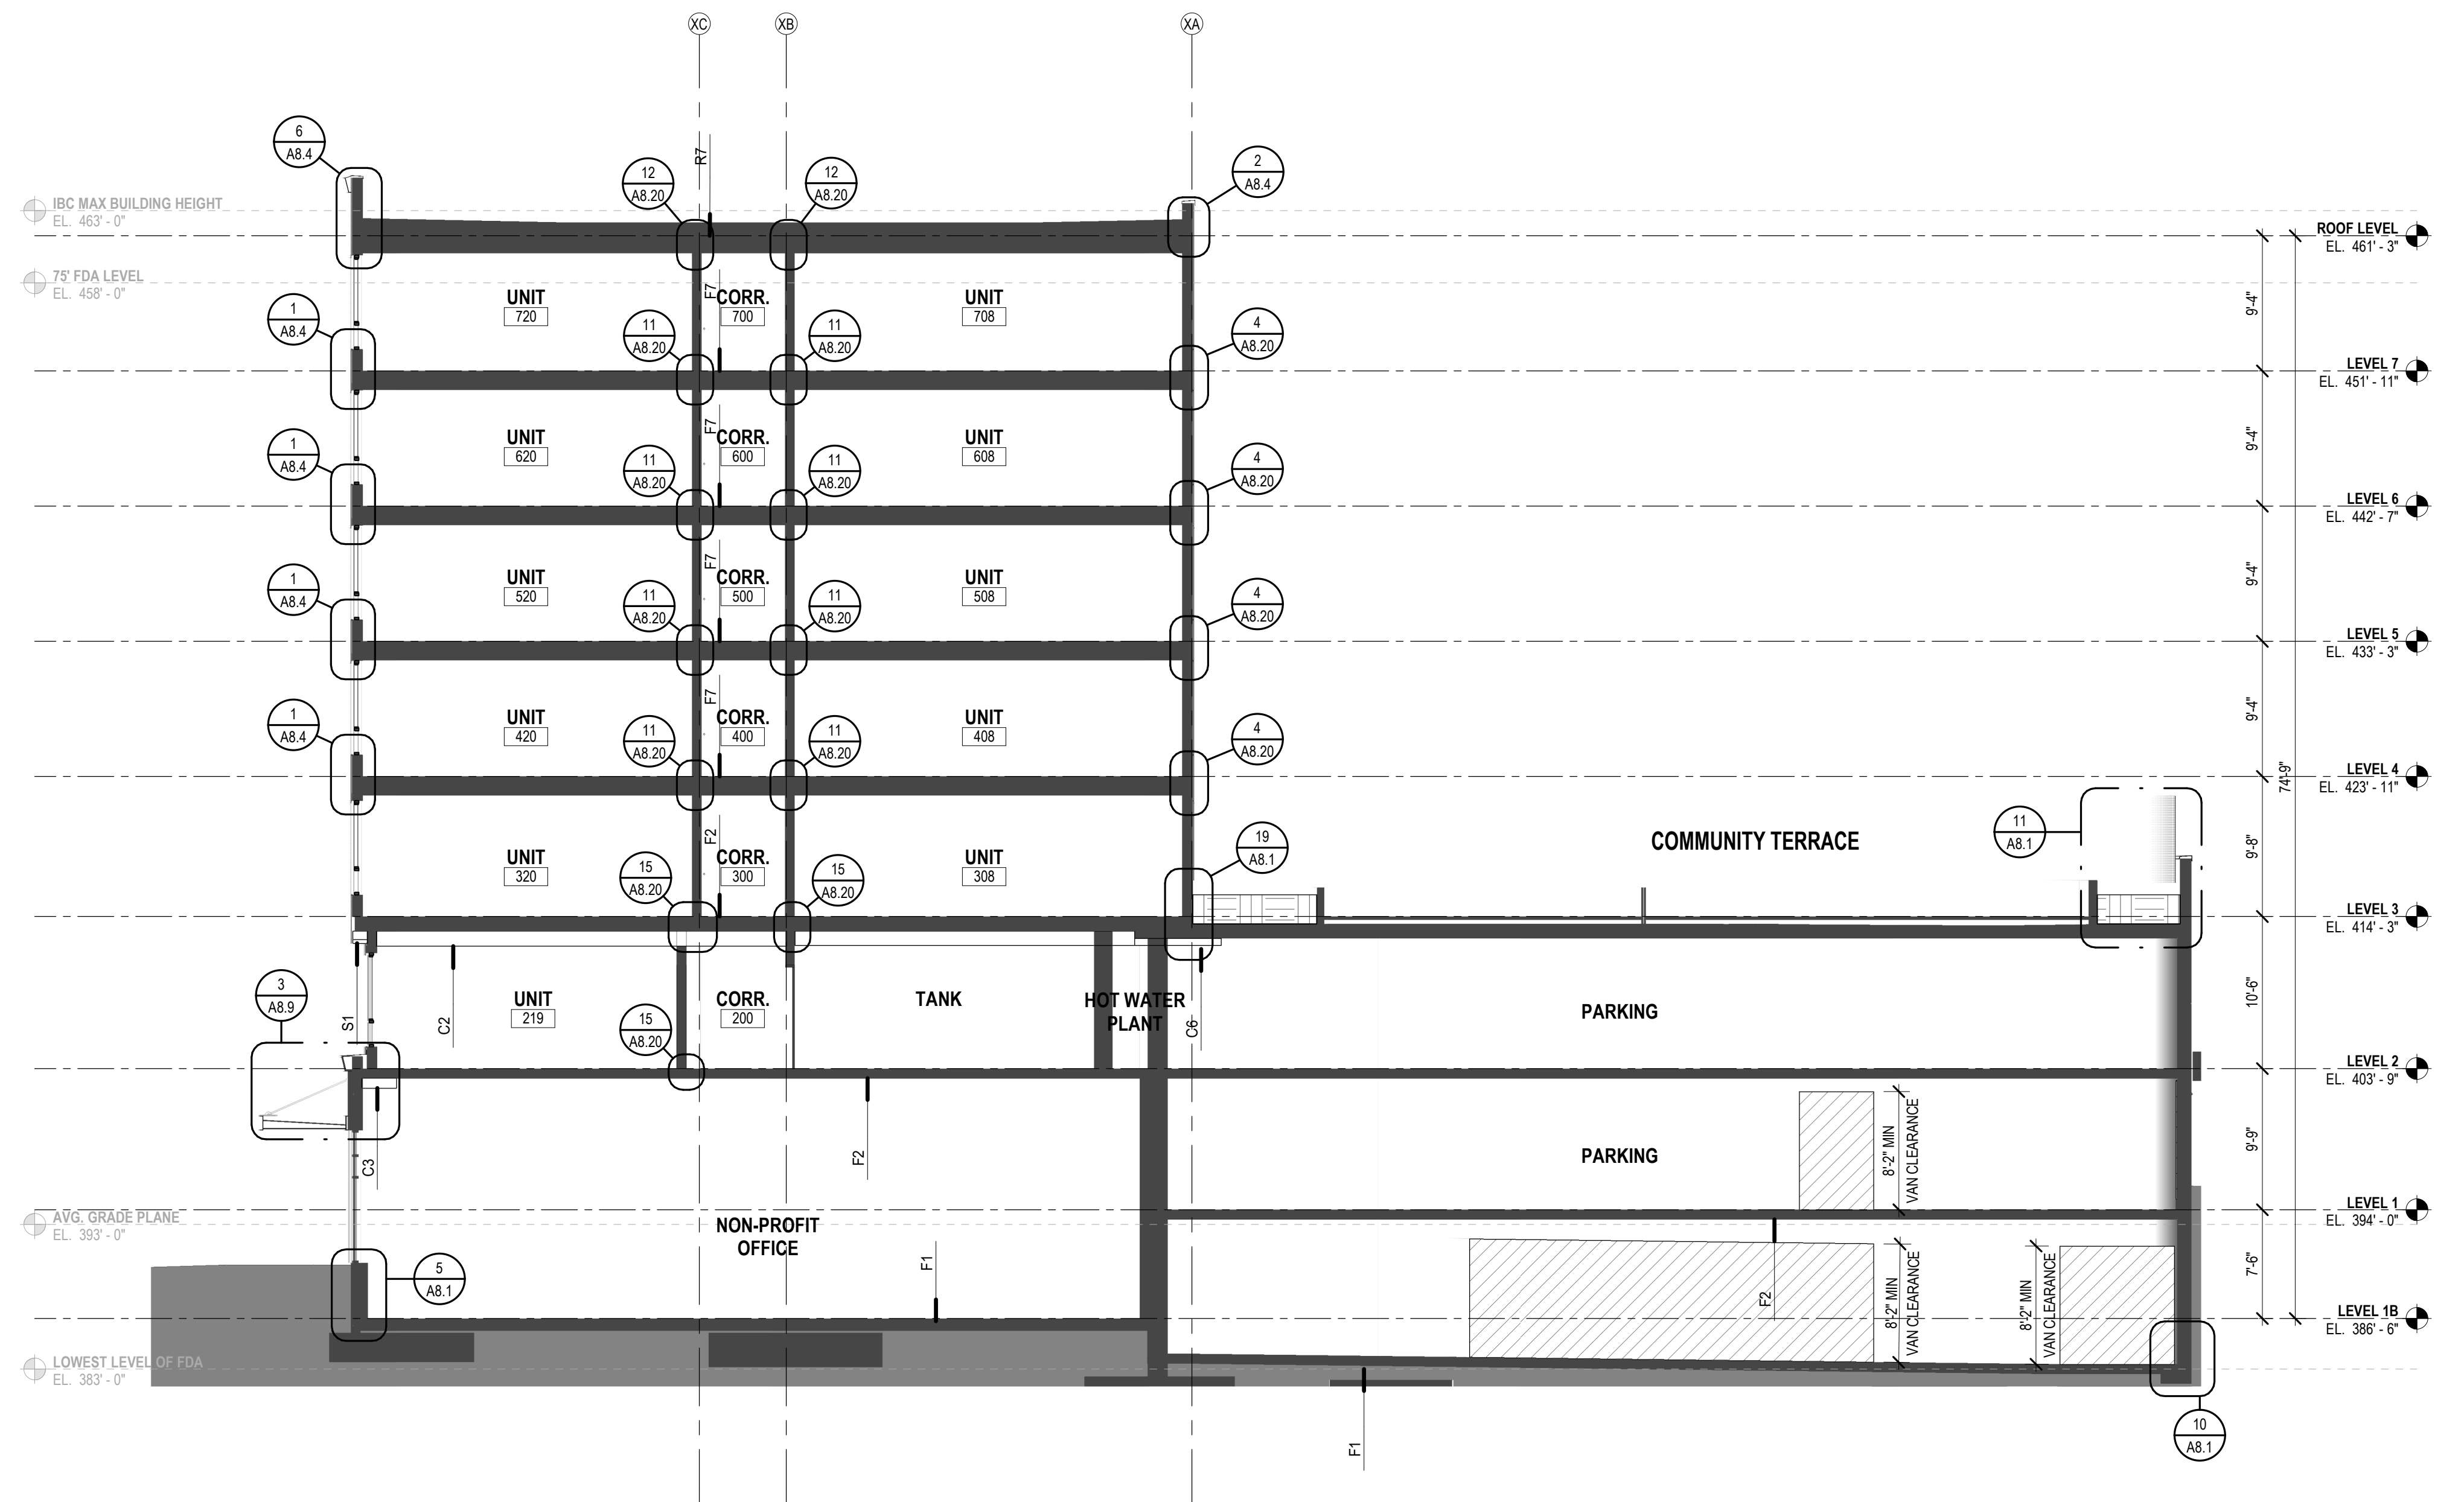 XC
XB
XA
6
A8.4
R7
12
A8.20
12
A8.20
2
A8.4
IBC MAX BUILDING HEIGHT
EL. 463' - 0"
ROOF LEVEL
EL. 461' - 3"
75' FDA LEVEL
EL. 458' - 0"
1
A8.4
UNIT
720
11
A8.20
F7
CORR.
700
11
A8.20
UNIT
708
4
A8.20
9'-4"
LEVEL 7
EL. 451' - 11"
1
A8.4
UNIT
620
11
A8.20
F7
CORR.
600
11
A8.20
UNIT
608
4
A8.20
9'-4"
LEVEL 6
EL. 442' - 7"
1
A8.4
UNIT
520
11
A8.20
F7
CORR.
500
11
A8.20
UNIT
508
4
A8.20
9'-4"
LEVEL 5
EL. 433' - 3"
1
A8.4
UNIT
420
11
A8.20
F7
CORR.
400
11
A8.20
UNIT
408
4
A8.20
9'-4"
74'-9"
LEVEL 4
EL. 423' - 11"
UNIT
320
15
A8.20
F2
CORR.
300
15
A8.20
UNIT
308
19
A8.1
COMMUNITY TERRACE
11
A8.1
9'-8"
LEVEL 3
EL. 414' - 3"
3
A8.9
S1
C2
UNIT
219
15
A8.20
CORR.
200
TANK
HOT WATER
PLANT
C6
PARKING
10'-6"
LEVEL 2
EL. 403' - 9"
C3
F2
PARKING
8'-2" MIN
VAN CLEARANCE
9'-9"
LEVEL 1
EL. 394' - 0"
AVG. GRADE PLANE
EL. 393' - 0"
NON-PROFIT
OFFICE
5
A8.1
F1
F2
8'-2" MIN
VAN CLEARANCE
8'-2" MIN
VAN CLEARANCE
7'-6"
LEVEL 1B
EL. 386' - 6"
LOWEST LEVEL OF FDA
EL. 383' - 0"
F1
10
A8.1